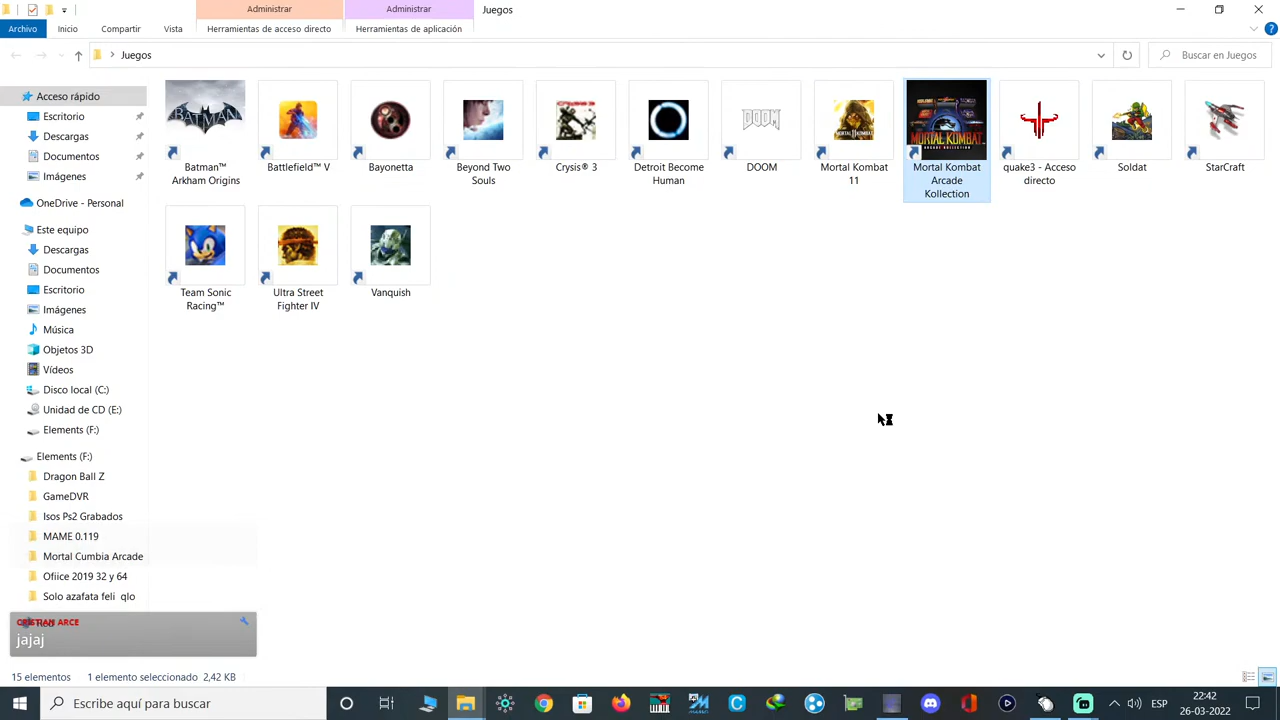 Administrar
Administrar
Juegos
Archivo
Inicio
Compartir
Vista
Herramientas de acceso directo
Herramientas de aplicación
Juegos
Buscar en Juegos
Acceso rápido
Escritorio
Descargas
Documentos
Imágenes
OneDrive - Personal
Este equipo
Descargas
Documentos
Escritorio
Imágenes
Música
Objetos 3D
Vídeos
Disco local (C:)
Unidad de CD (E:)
Elements (F:)
Elements (F:)
Dragon Ball Z
GameDVR
Isos Ps2 Grabados
MAME 0.119
Mortal Cumbia Arcade
Ofiice 2019 32 y 64
Solo azafata feli qlo
BATMAN
Batman™
Arkham Origins
Battlefield™ V
Bayonetta
Beyond Two
Souls
Crysis® 3
Detroit Become
Human
DOOM
DOOM
Mortal Kombat
11
MORTAL KOMBAT
Mortal Kombat
Arcade
Kollection
quake3 - Acceso
directo
Soldat
StarCraft
Team Sonic
Racing™
Ultra Street
Fighter IV
Vanquish
CRISTIAN ARCE
jajaj
15 elementos
1 elemento seleccionado 2,42 KB
Escribe aquí para buscar
ESP
22:42
26-03-2022